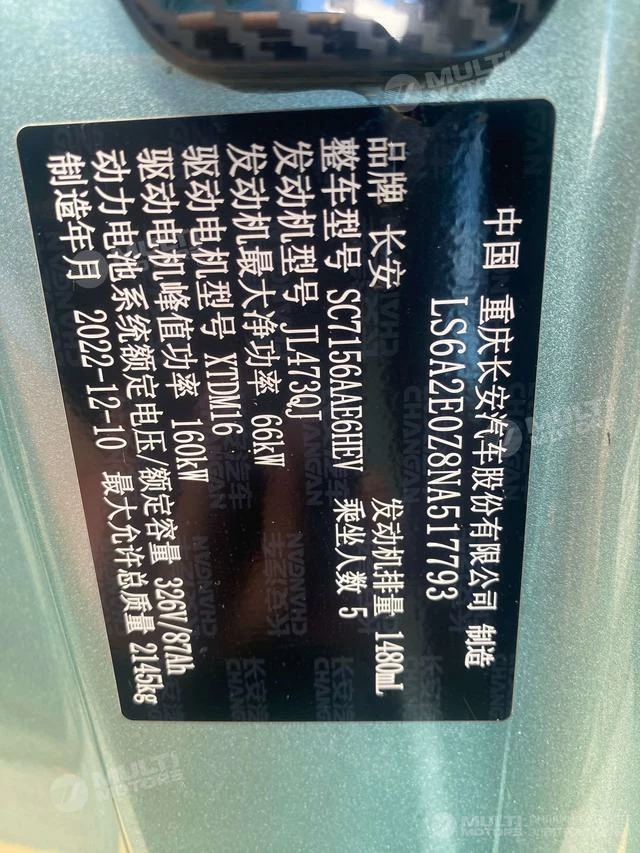 中国 重庆长安汽车股份有限公司 制造
LS6A2E0Z8NA517793
品牌 长安
整车型号 SC7156AAE6HEV 乘坐人数 5
发动机型号 JL473QJ 发动机排量 1480mL
发动机最大净功率 66kW
驱动电机型号 XTDM16
驱动电机峰值功率 160kW
动力电池系统额定电压/额定容量 326V/87Ah
制造年月 2022-12-10 最大允许总质量 2145kg
长安汽车
CHANGAN
MULTI
MOTORS